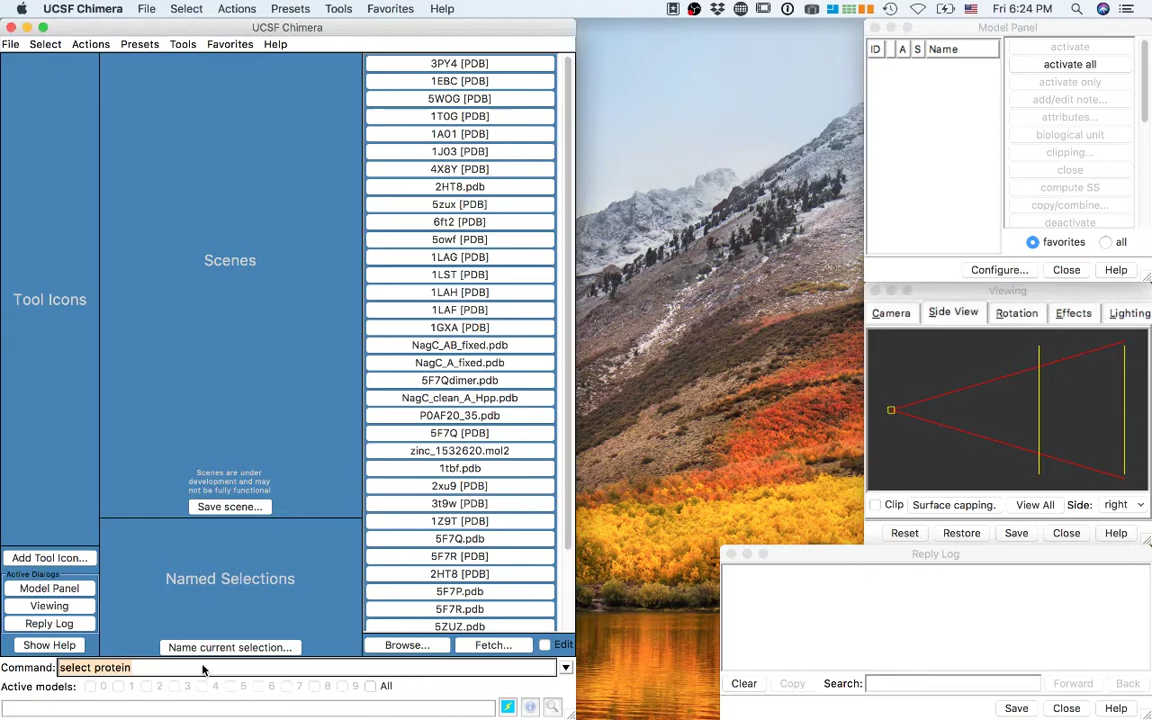 UCSF Chimera File Select Actions Presets Tools Favorites Help Fri 6:24 PM
UCSF Chimera
File Select Actions Presets Tools Favorites Help
Tool Icons
Scenes
Scenes are under
development and may
not be fully functional
Save scene...
Named Selections
Name current selection...
Add Tool Icon...
Active Dialogs
Model Panel
Viewing
Reply Log
Show Help
3PY4 [PDB]
1EBC [PDB]
5WOG [PDB]
1T0G [PDB]
1A01 [PDB]
1J03 [PDB]
4X8Y [PDB]
2HT8.pdb
5zux [PDB]
6ft2 [PDB]
5owf [PDB]
1LAG [PDB]
1LST [PDB]
1LAH [PDB]
1LAF [PDB]
1GXA [PDB]
NagC_AB_fixed.pdb
NagC_A_fixed.pdb
5F7Qdimer.pdb
NagC_clean_A_Hpp.pdb
P0AF20_35.pdb
5F7Q [PDB]
zinc_1532620.mol2
1tbf.pdb
2xu9 [PDB]
3t9w [PDB]
1Z9T [PDB]
5F7Q.pdb
5F7R [PDB]
2HT8 [PDB]
5F7P.pdb
5F7R.pdb
5ZUZ.pdb
Browse... Fetch... Edit
Command: select protein
Active models: 0 1 2 3 4 5 6 7 8 9 All
Model Panel
ID A S Name
activate
activate all
activate only
add/edit note...
attributes...
biological unit
clipping...
close
compute SS
copy/combine...
deactivate
favorites all
Configure... Close Help
Viewing
Camera Side View Rotation Effects Lighting
Clip Surface capping. View All Side: right
Reset Restore Save Close Help
Reply Log
Clear Copy Search: Forward Back
Save Close Help